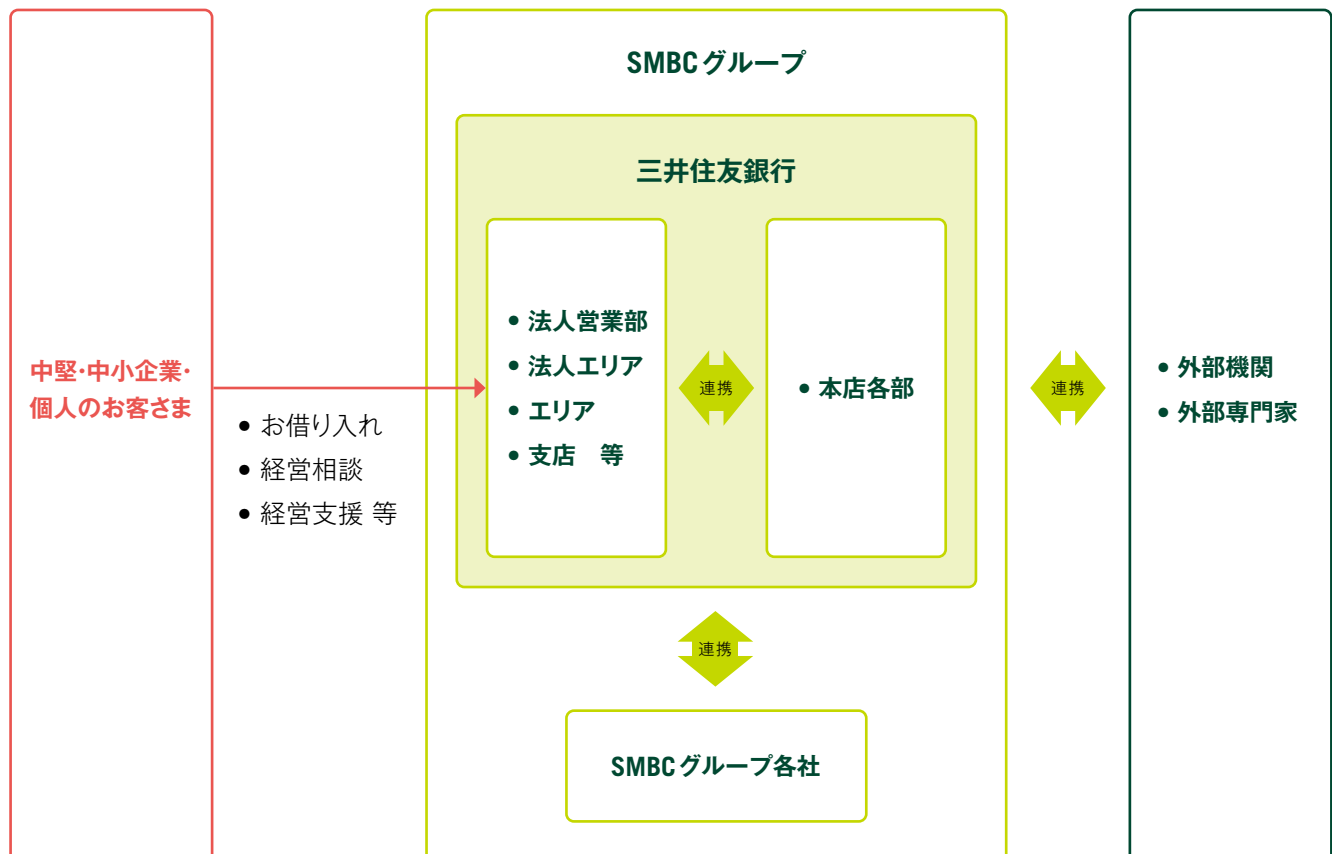 中堅・中小企業・
個人のお客さま
• お借り入れ
• 経営相談
• 経営支援 等
SMBCグループ
三井住友銀行
• 法人営業部
• 法人エリア
• エリア
• 支店　等
連携
• 本店各部
連携
SMBCグループ各社
連携
• 外部機関
• 外部専門家